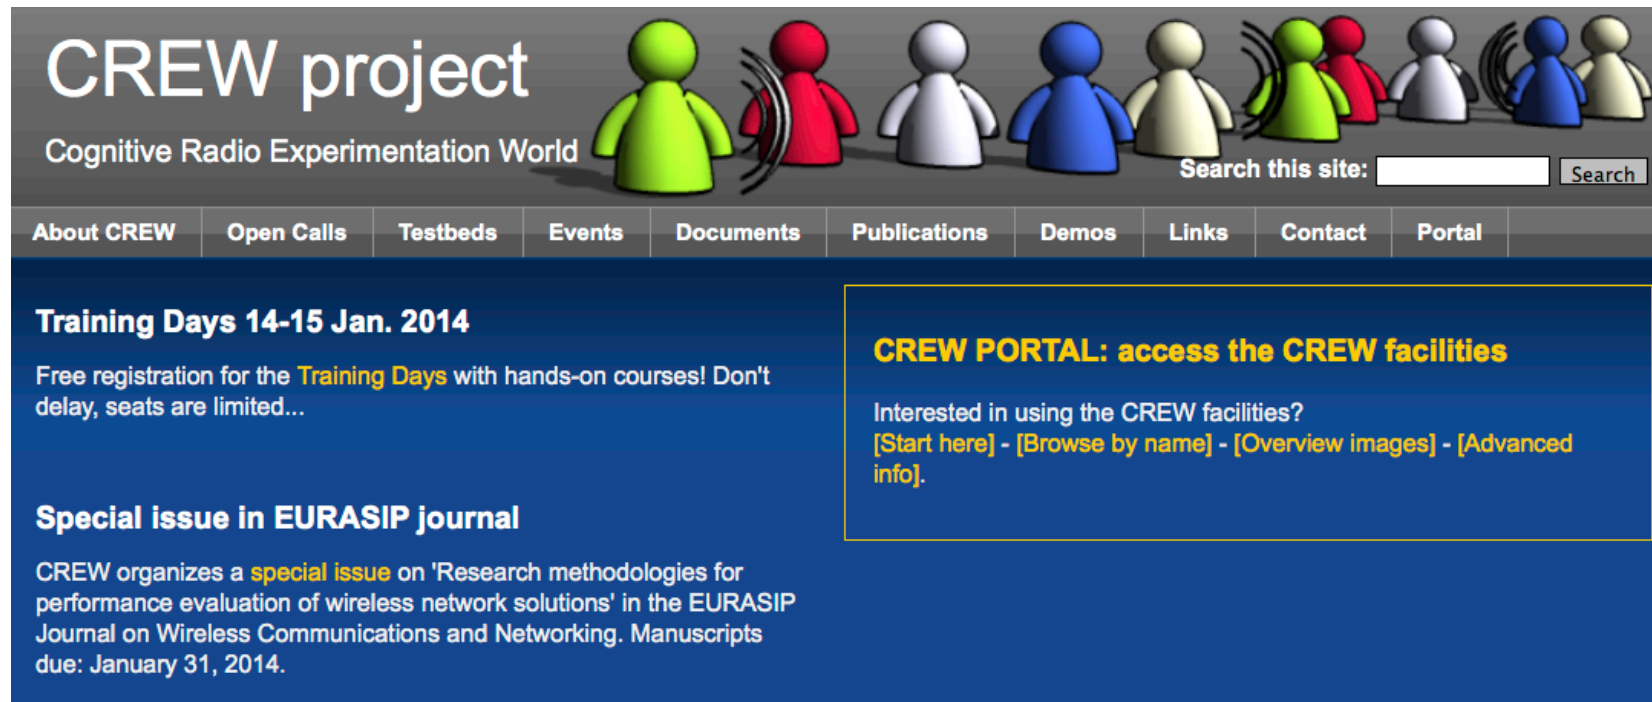 CREW project
Cognitive Radio Experimentation World
Search this site:
Search
About CREW
Open Calls
Testbeds
Events
Documents
Publications
Demos
Links
Contact
Portal
Training Days 14-15 Jan. 2014
Free registration for the Training Days with hands-on courses! Don't
delay, seats are limited...
Special issue in EURASIP journal
CREW organizes a special issue on 'Research methodologies for
performance evaluation of wireless network solutions' in the EURASIP
Journal on Wireless Communications and Networking. Manuscripts
due: January 31, 2014.
CREW PORTAL: access the CREW facilities
Interested in using the CREW facilities?
[Start here] - [Browse by name] - [Overview images] - [Advanced
info].